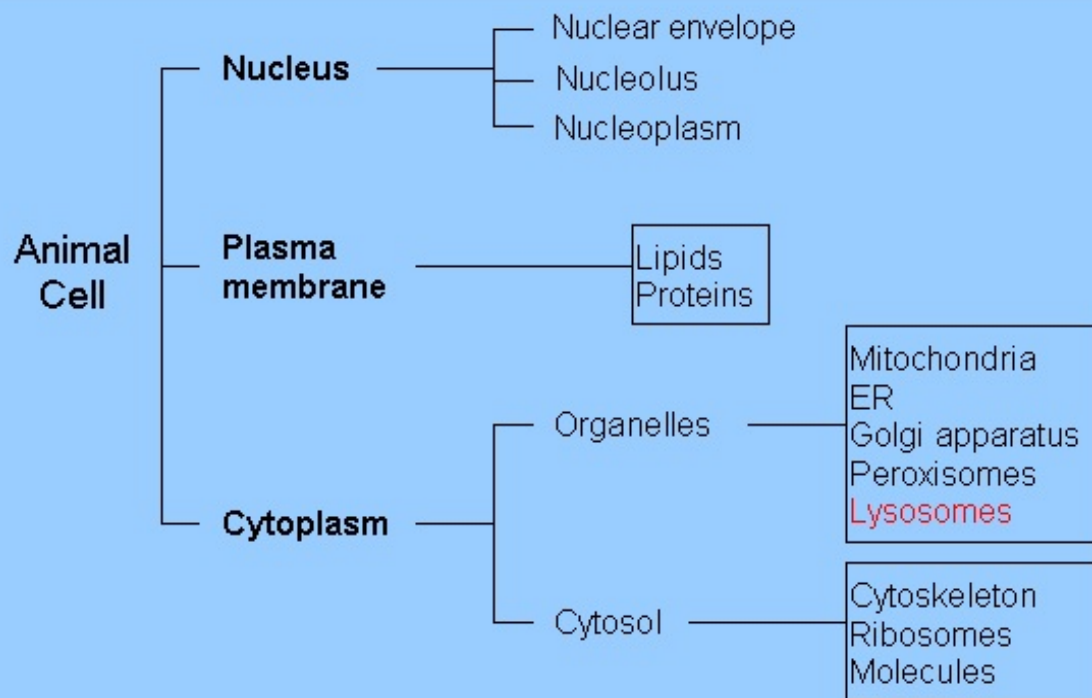 Animal
Cell
Nucleus
Nuclear envelope
Nucleolus
Nucleoplasm
Plasma
membrane
Lipids
Proteins
Cytoplasm
Organelles
Mitochondria
ER
Golgi apparatus
Peroxisomes
Lysosomes
Cytosol
Cytoskeleton
Ribosomes
Molecules